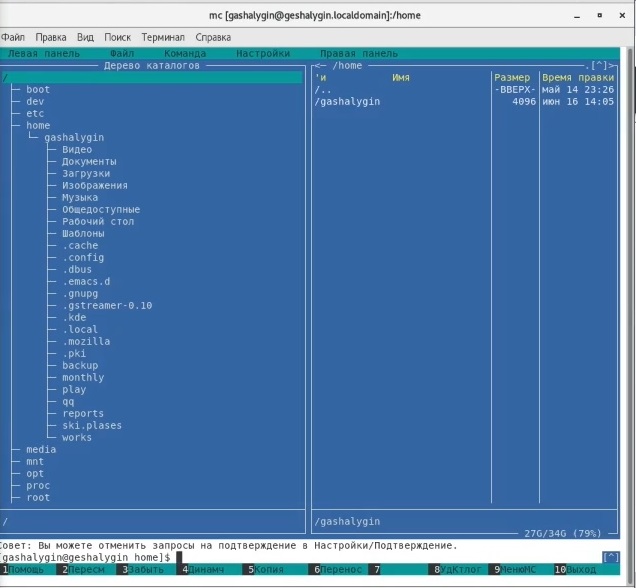 mc [gashalygin@geshalygin.localdomain]:/home
Файл Правка Вид Поиск Терминал Справка
Левая панель Файл Команда Настройки Правая панель
Дерево каталогов
/
boot
dev
etc
home
gashalygin
Видео
Документы
Загрузки
Изображения
Музыка
Общедоступные
Рабочий стол
Шаблоны
.cache
.config
.dbus
.emacs.d
.gnupg
.gstreamer-0.10
.kde
.local
.mozilla
.pki
backup
monthly
play
qq
reports
ski.plases
works
media
mnt
opt
proc
root
/
<─ /home .[^]>
'и Имя Размер Время правки
/.. -ВВЕРХ- май 14 23:26
/gashalygin 4096 июн 16 14:05
/gashalygin
27G/34G (79%)
Совет: Вы можете отменить запросы на подтверждение в Настройки/Подтверждение.
[gashalygin@geshalygin home]$ [^]
1Помощь 2Пересм 3Забыть 4Динамч 5Копия 6Перенос 7 8УдКтлог 9МенюМС 10Выход